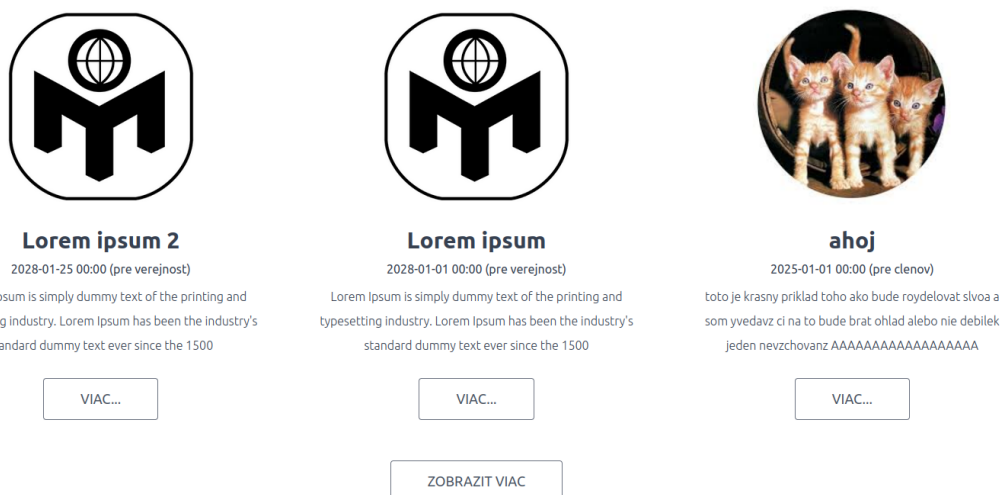 Lorem ipsum 2
2028-01-25 00:00 (pre verejnost)
is simply dummy text of the printing and
industry. Lorem Ipsum has been the industry's
dummy text ever since the 1500
VIAC...
Lorem ipsum
2028-01-01 00:00 (pre verejnost)
Lorem Ipsum is simply dummy text of the printing and
typesetting industry. Lorem Ipsum has been the industry's
standard dummy text ever since the 1500
VIAC...
ahoj
2025-01-01 00:00 (pre clenov)
toto je krasny priklad toho ako bude roydelovat slvoa a
som yvedavz ci na to bude brat ohlad alebo nie debilek
jeden nevzchovanz AAAAAAAAAAAAAAAAAA
VIAC...
ZOBRAZIT VIAC